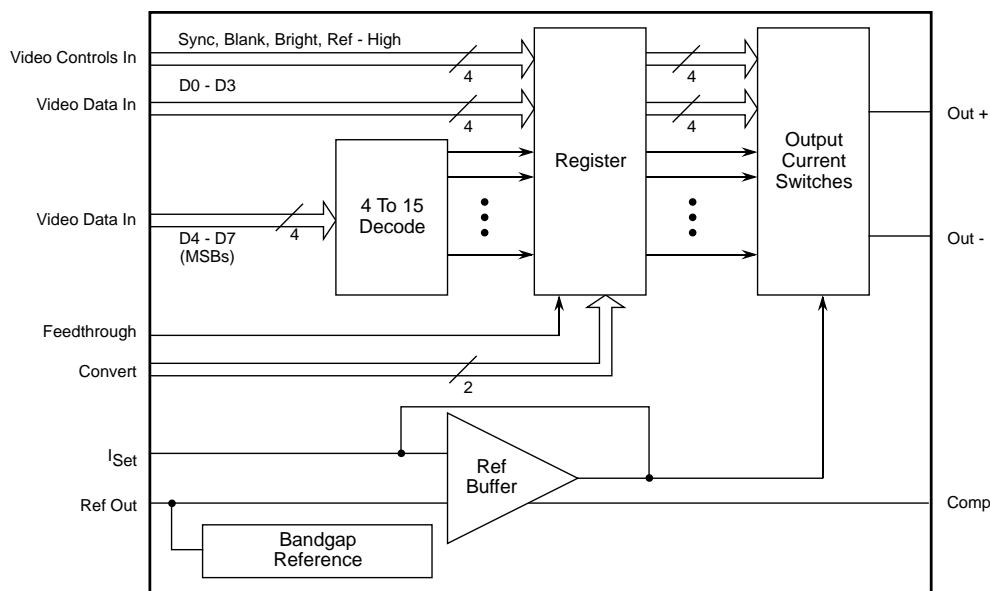 Sync, Blank, Bright, Ref - High
Video Controls In
4
4
D0 - D3
Video Data In
4
4
Out +
Register
Output
Current
Switches
4 To 15
Decode
Video Data In
4
D4 - D7
(MSBs)
Out -
Feedthrough
Convert
2
ISet
Ref
Buffer
Ref Out
Comp
Bandgap
Reference